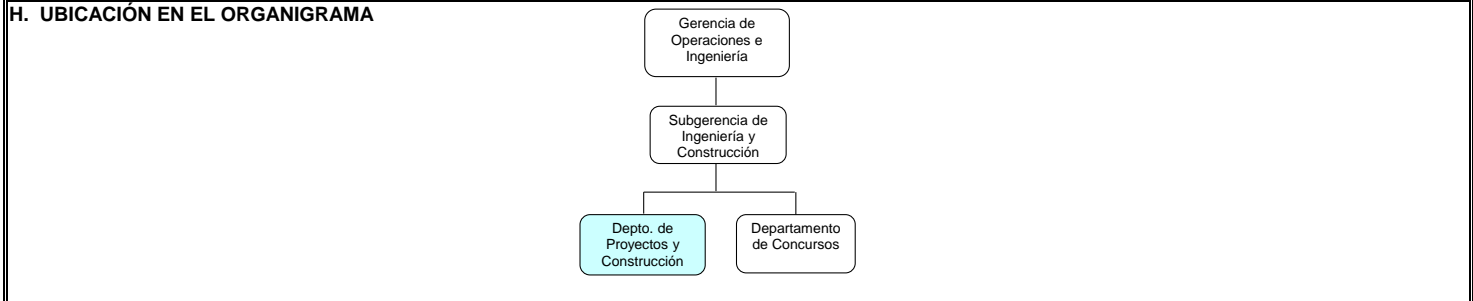 H. UBICACIÓN EN EL ORGANIGRAMA
Gerencia de
Operaciones e
Ingeniería
Subgerencia de
Ingeniería y
Construcción
Depto. de
Proyectos y
Construcción
Departamento
de Concursos